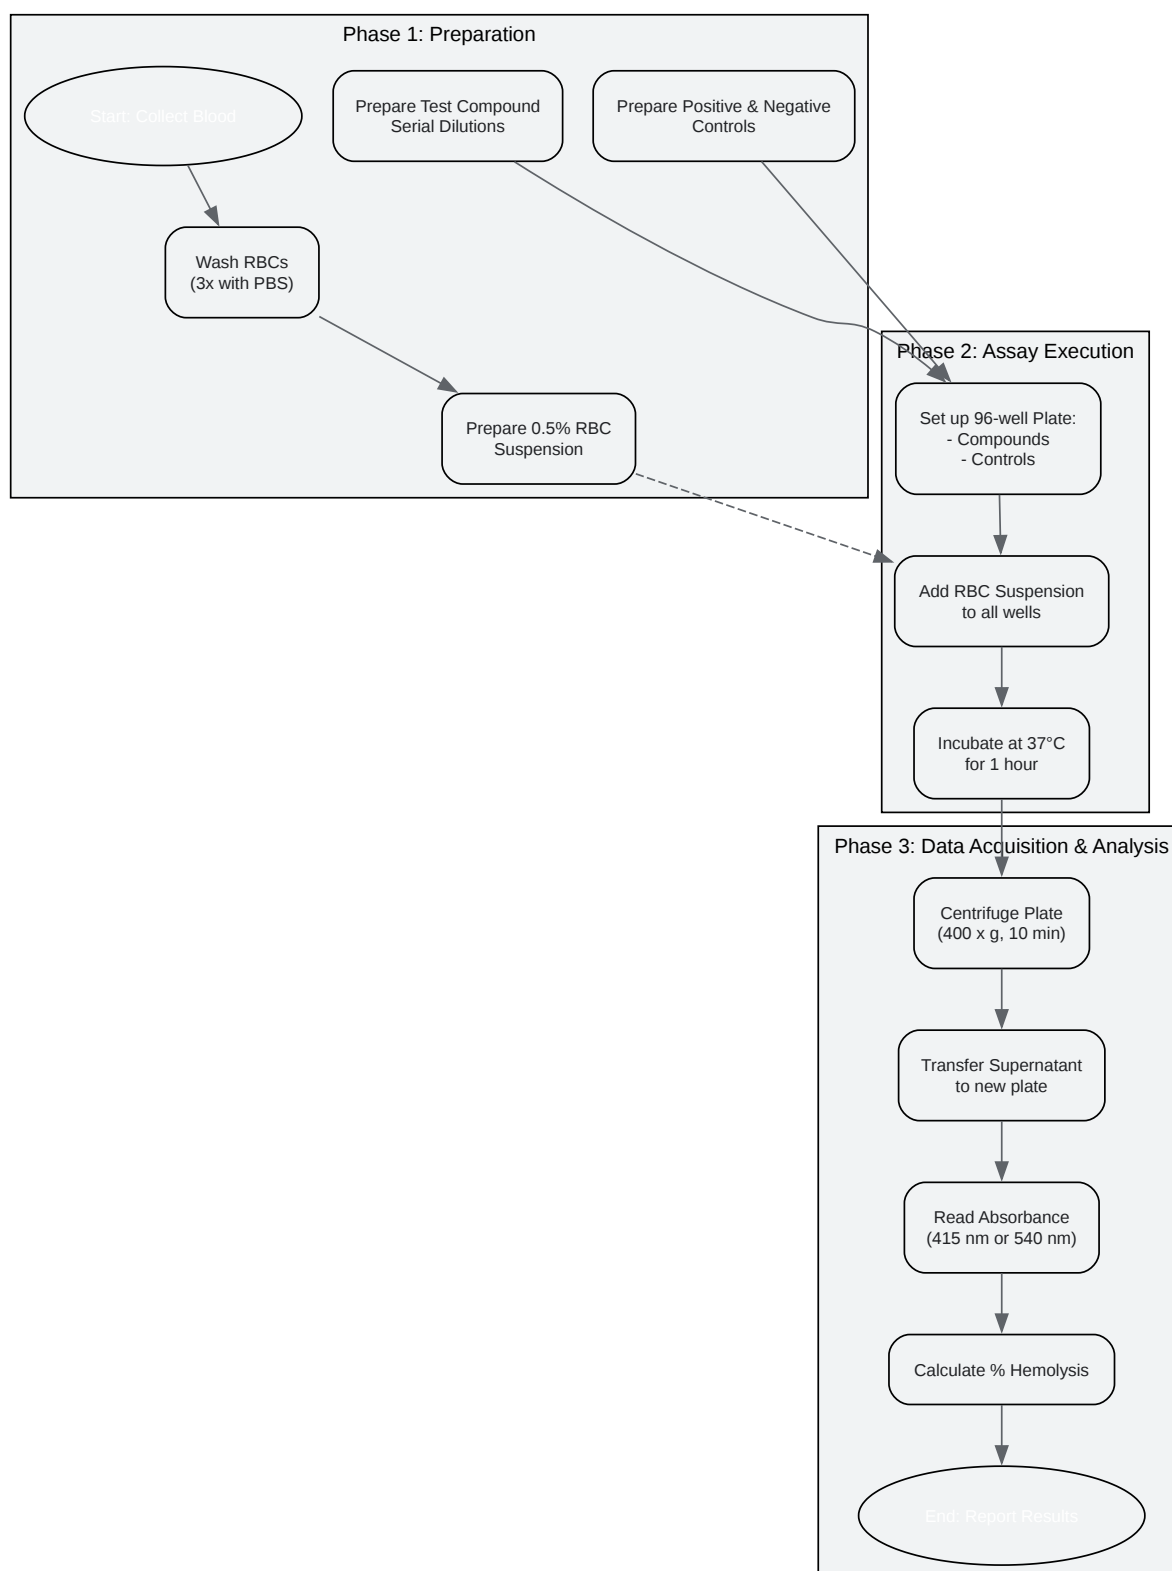 Phase 1: Preparation
Start: Collect Blood
Prepare Test Compound
Serial Dilutions
Prepare Positive & Negative
Controls
Wash RBCs
(3x with PBS)
Prepare 0.5% RBC
Suspension
Phase 2: Assay Execution
Set up 96-well Plate:
- Compounds
- Controls
Add RBC Suspension
to all wells
Incubate at 37°C
for 1 hour
Phase 3: Data Acquisition & Analysis
Centrifuge Plate
(400 x g, 10 min)
Transfer Supernatant
to new plate
Read Absorbance
(415 nm or 540 nm)
Calculate % Hemolysis
End: Report Results